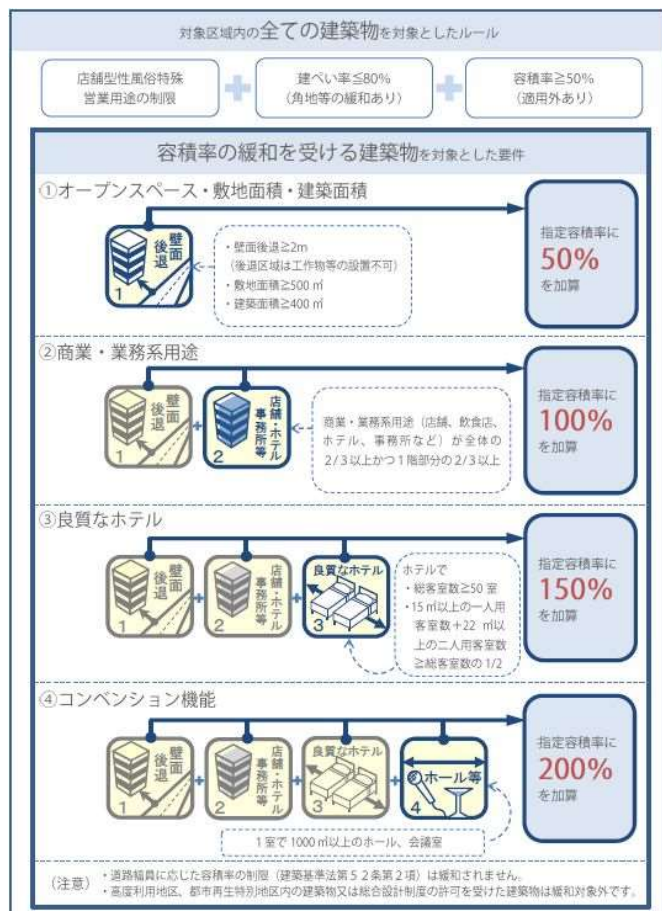 対象区域内の全ての建築物を対象としたルール
店舗型性風俗特殊
営業用途の制限
建ぺい率≦80%
(角地等の緩和あり)
容積率≧50%
(適用外あり)
容積率の緩和を受ける建築物を対象とした要件
①オープンスペース・敷地面積・建築面積
壁面
後退
1
・壁面後退≧2m
(後退区域は工作物等の設置不可)
・敷地面積≧500 ㎡
・建築面積≧400 ㎡
指定容積率に
50%
を加算
②商業・業務系用途
壁面
後退
1
+
店舗・ホテル
事務所等
2
商業・業務系用途(店舗、飲食店、
ホテル、事務所など)が全体の
2/3以上かつ1階部分の2/3以上
指定容積率に
100%
を加算
③良質なホテル
壁面
後退
1
+
店舗・ホテル
事務所等
2
+
良質なホテル
3
ホテルで
・総客室数≧50 室
・15 ㎡以上の一人用
客室数+22 ㎡以
上の二人用客室数
≧総客室数の 1/2
指定容積率に
150%
を加算
④コンベンション機能
壁面
後退
1
+
店舗・ホテル
事務所等
2
+
良質なホテル
3
+
ホール等
4
1室で 1000 ㎡以上のホール、会議室
指定容積率に
200%
を加算
(注意)・道路幅員に応じた容積率の制限(建築基準法第52条第2項)は緩和されません。
・高度利用地区、都市再生特別地区内の建築物又は総合設計制度の許可を受けた建築物は緩和対象外です。